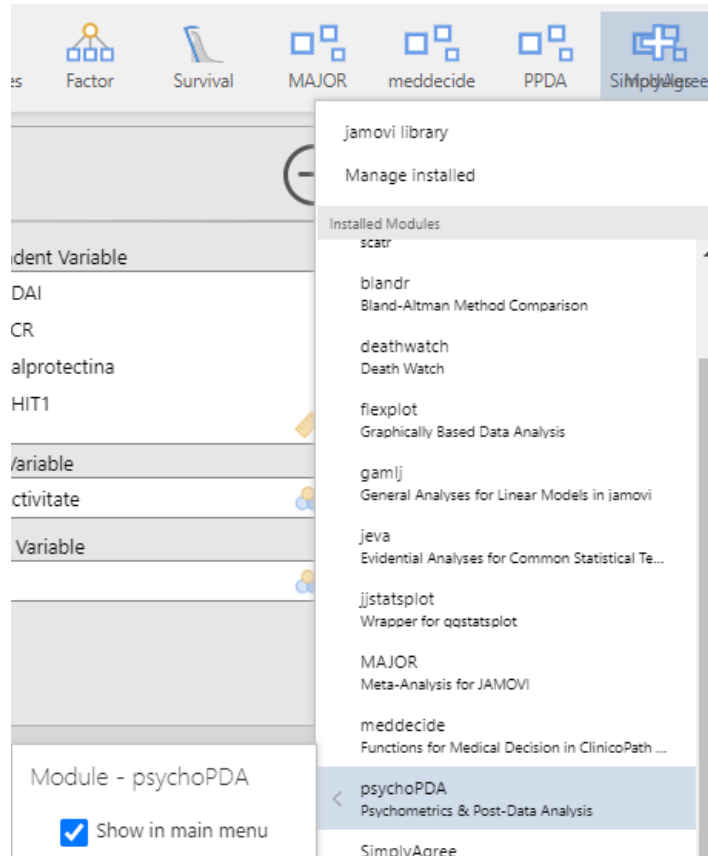 es
Factor
Survival
MAJOR
meddecide
PPDA
SimplyAgree
Modules
jamovi library
Manage installed
Installed Modules
scatr
dent Variable
DAI
CR
alprotectina
HIT1
Variable
ctivitate
Variable
blandr
Bland-Altman Method Comparison
deathwatch
Death Watch
flexplot
Graphically Based Data Analysis
gamlj
General Analyses for Linear Models in jamovi
jeva
Evidential Analyses for Common Statistical Te...
jjstatsplot
Wrapper for ggstatsplot
MAJOR
Meta-Analysis for JAMOVI
meddecide
Functions for Medical Decision in ClinicoPath ...
psychoPDA
Psychometrics & Post-Data Analysis
SimplyAgree
Module - psychoPDA
Show in main menu